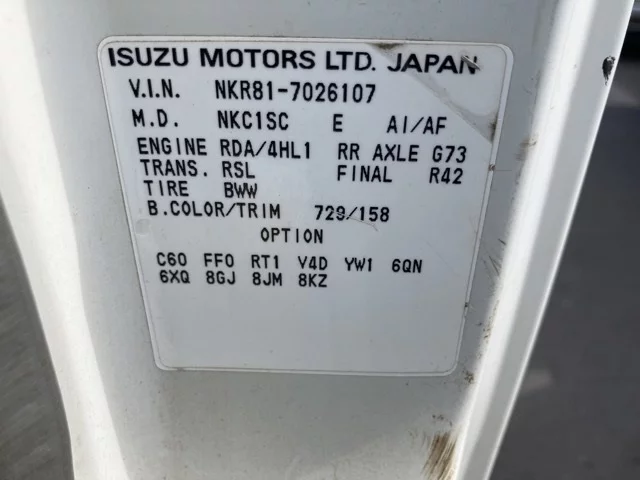 ISUZU MOTORS LTD. JAPAN
V.I.N. NKR81-7026107
M.D. NKC1SC E AI/AF
ENGINE RDA/4HL1 RR AXLE G73
TRANS. RSL FINAL R42
TIRE BWW
B.COLOR/TRIM 729/158
OPTION
C60 FF0 RT1 V4D YW1 6QN
6XQ 8GJ 8JM 8KZ